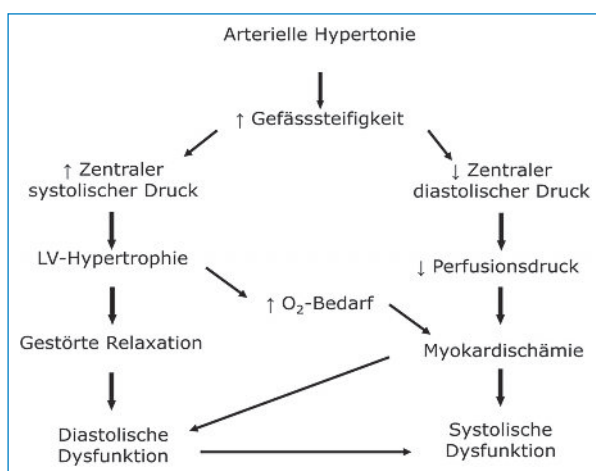 Arterielle Hypertonie
↑ Gefässsteifigkeit
↑ Zentraler
systolischer Druck
↓ Zentraler
diastolischer Druck
LV-Hypertrophie
↓ Perfusionsdruck
↑ O₂-Bedarf
Gestörte Relaxation
Myokardischämie
Diastolische
Dysfunktion
Systolische
Dysfunktion